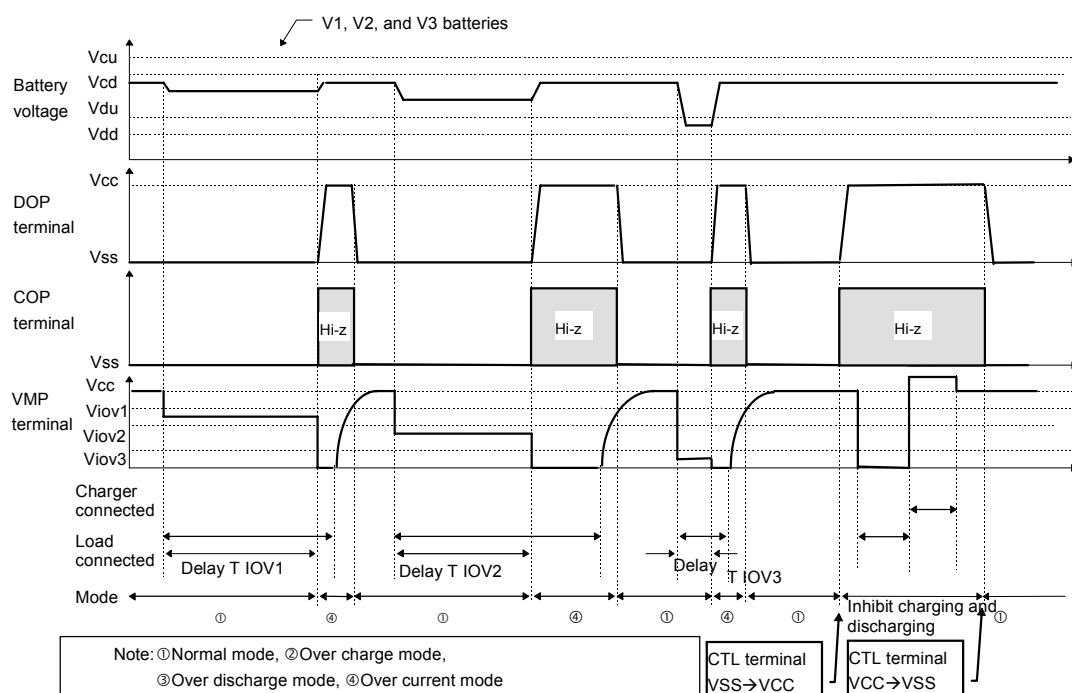 V1, V2, and V3 batteries
Vcu
Vcd
Battery
voltage
Vdu
Vdd
Vcc
DOP
terminal
Vss
COP
terminal
Hi-z
Hi-z
Hi-z
Hi-z
Vss
Vcc
VMP
terminal
Viov1
Viov2
Viov3
Charger
connected
Load
connected
Delay T IOV1
Delay T IOV2
Delay
T IOV3
Mode
① ④ ① ④ ① ④ ① ①
Inhibit charging and
discharging
Note: ①Normal mode, ②Over charge mode,
③Over discharge mode, ④Over current mode
CTL terminal
VSS→VCC
CTL terminal
VCC→VSS